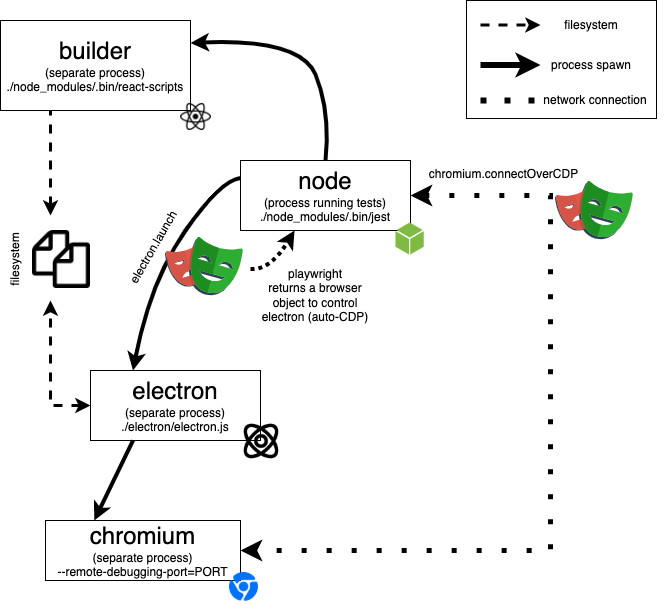 builder
(separate process)
./node_modules/.bin/react-scripts
filesystem
process spawn
network connection
node
(process running tests)
./node_modules/.bin/jest
chromium.connectOverCDP
electron.launch
filesystem
playwright
returns a browser
object to control
electron (auto-CDP)
electron
(separate process)
./electron/electron.js
chromium
(separate process)
--remote-debugging-port=PORT